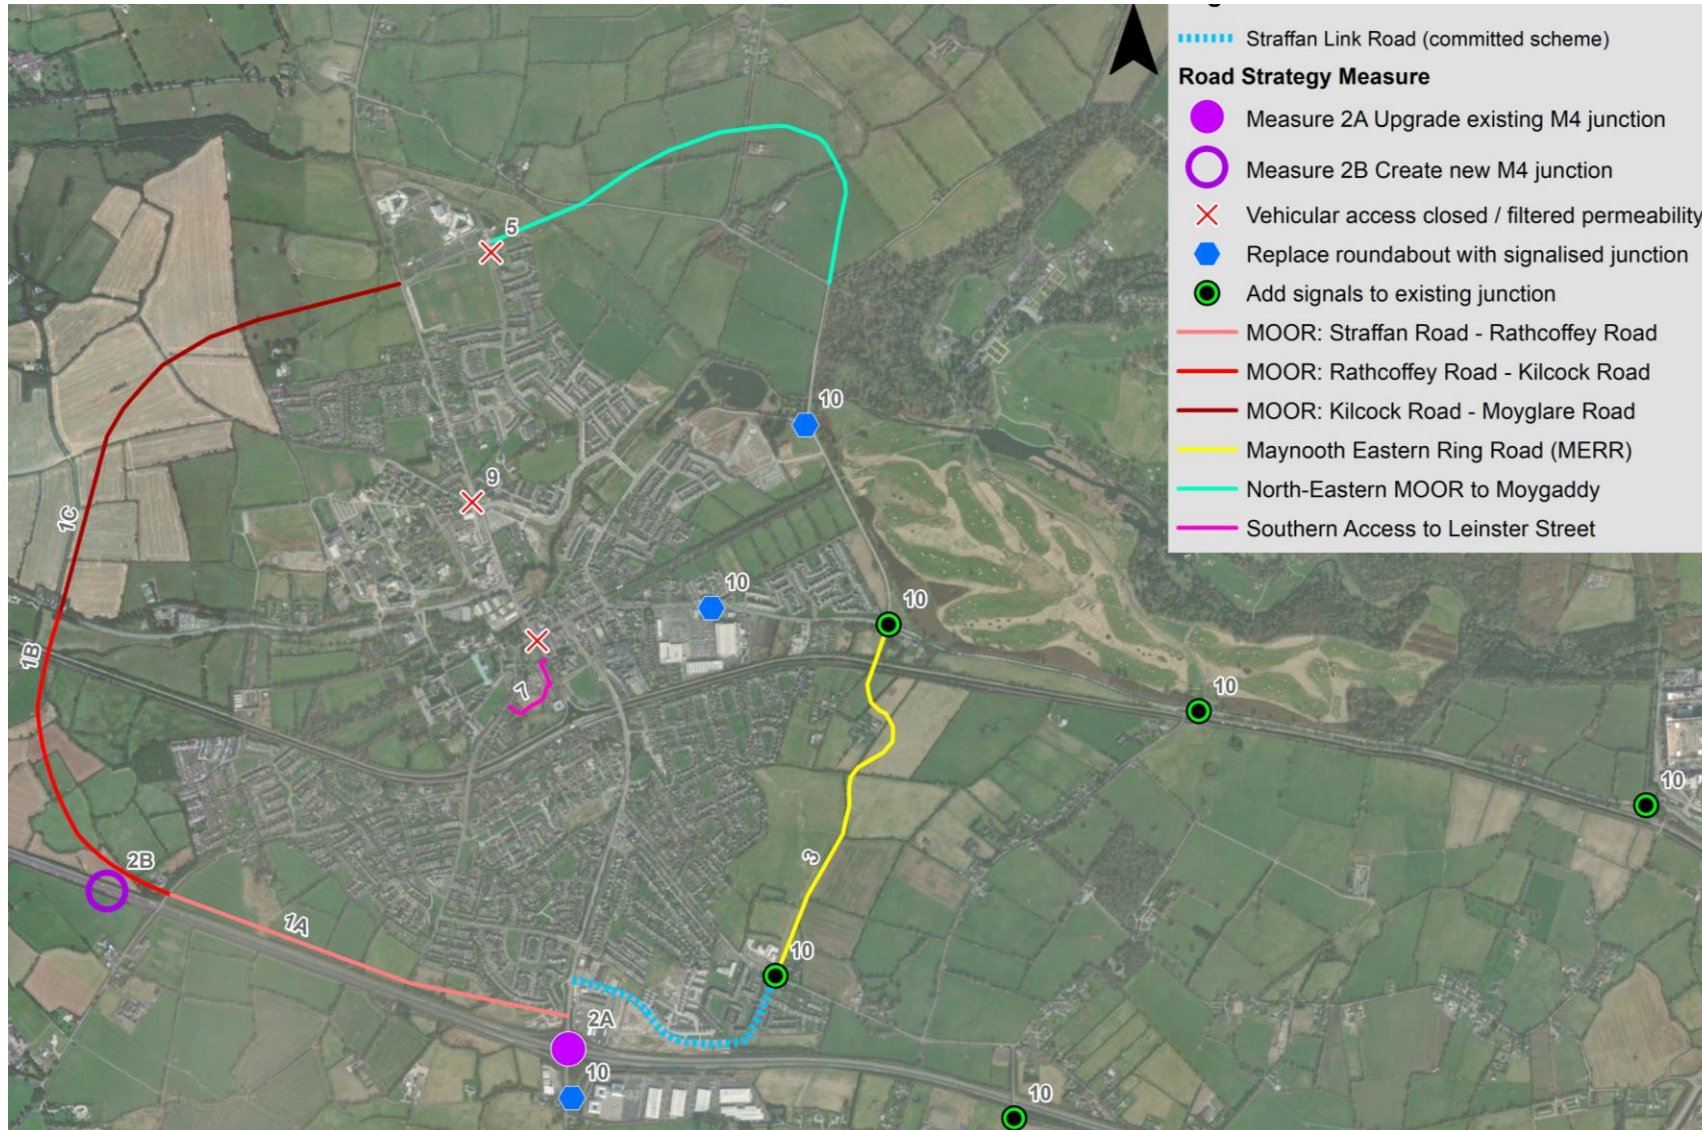 Straffan Link Road (committed scheme)
Road Strategy Measure
Measure 2A Upgrade existing M4 junction
Measure 2B Create new M4 junction
Vehicular access closed / filtered permeability
Replace roundabout with signalised junction
Add signals to existing junction
MOOR: Straffan Road - Rathcoffey Road
MOOR: Rathcoffey Road - Kilcock Road
MOOR: Kilcock Road - Moyglare Road
Maynooth Eastern Ring Road (MERR)
North-Eastern MOOR to Moygaddy
Southern Access to Leinster Street
5
10
9
1C
10
10
1B
7
10
10
3
2B
1A
10
2A
10
10